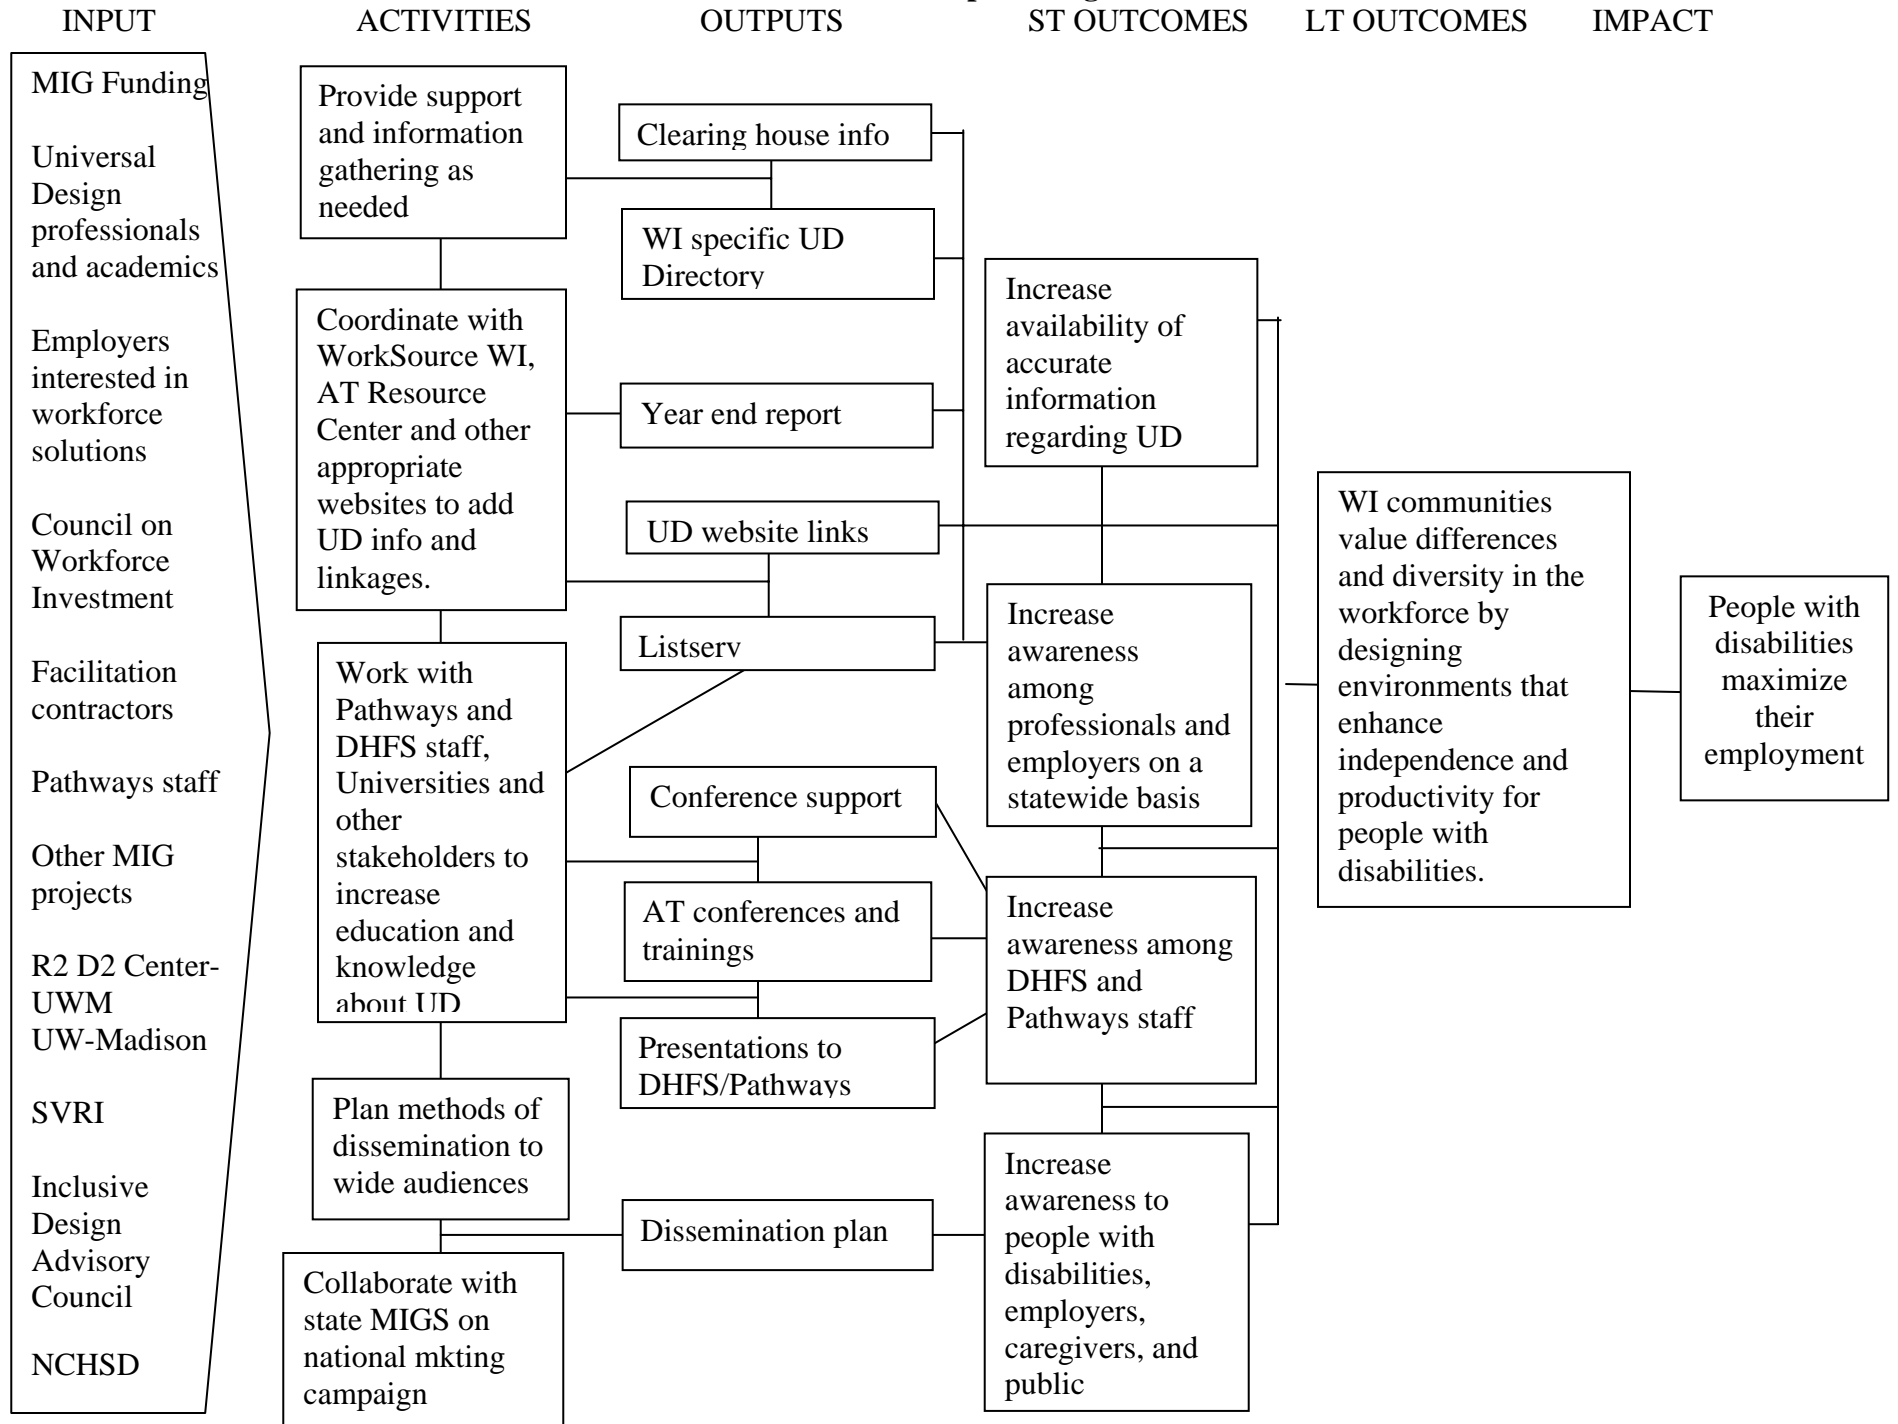 INPUT
ACTIVITIES
OUTPUTS
ST OUTCOMES
LT OUTCOMES
IMPACT
MIG Funding
Universal
Design
professionals
and academics
Employers
interested in
workforce
solutions
Council on
Workforce
Investment
Facilitation
contractors
Pathways staff
Other MIG
projects
R2 D2 Center-
UWM
UW-Madison
SVRI
Inclusive
Design
Advisory
Council
NCHSD
Provide support
and information
gathering as
needed
Coordinate with
WorkSource WI,
AT Resource
Center and other
appropriate
websites to add
UD info and
linkages.
Work with
Pathways and
DHFS staff,
Universities and
other
stakeholders to
increase
education and
knowledge
about UD
Plan methods of
dissemination to
wide audiences
Collaborate with
state MIGS on
national mkting
campaign
Clearing house info
WI specific UD
Directory
Year end report
UD website links
Listserv
Conference support
AT conferences and
trainings
Presentations to
DHFS/Pathways
Dissemination plan
Increase
availability of
accurate
information
regarding UD
Increase
awareness
among
professionals and
employers on a
statewide basis
Increase
awareness among
DHFS and
Pathways staff
Increase
awareness to
people with
disabilities,
employers,
caregivers, and
public
WI communities
value differences
and diversity in the
workforce by
designing
environments that
enhance
independence and
productivity for
people with
disabilities.
People with
disabilities
maximize
their
employment